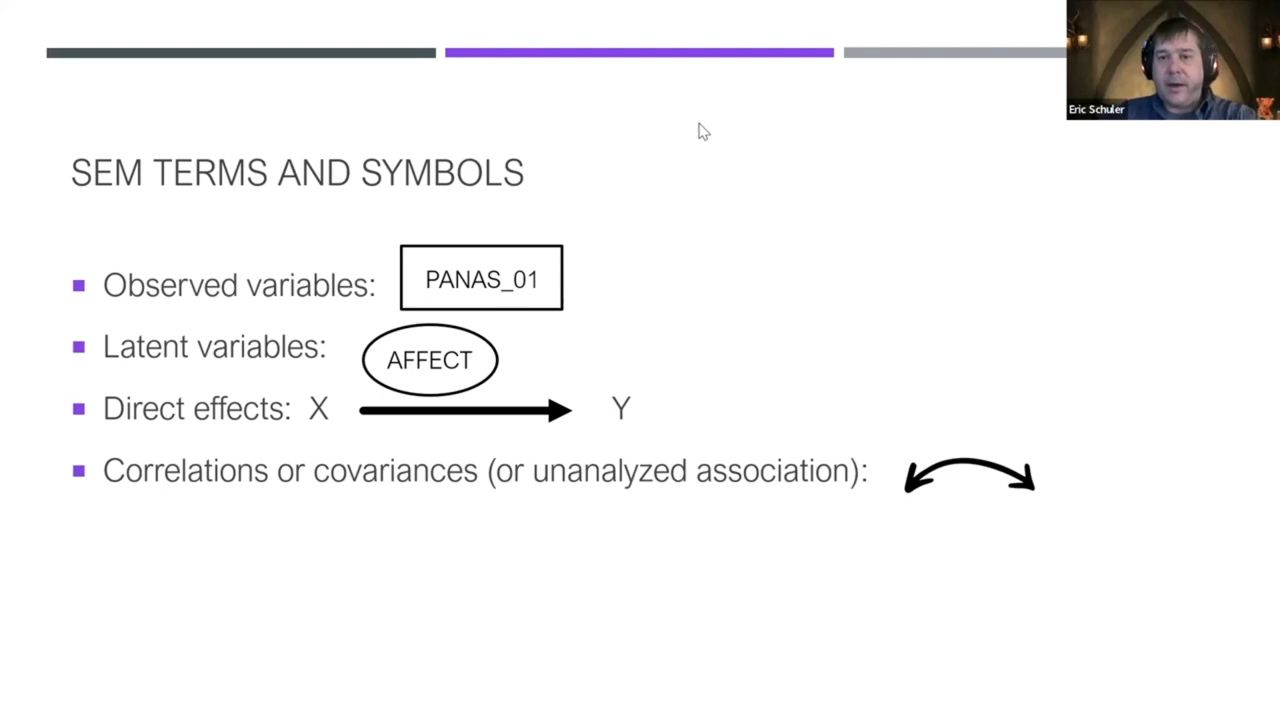 Eric Schuler
SEM TERMS AND SYMBOLS
Observed variables: PANAS_01
Latent variables: AFFECT
Direct effects: X Y
Correlations or covariances (or unanalyzed association):